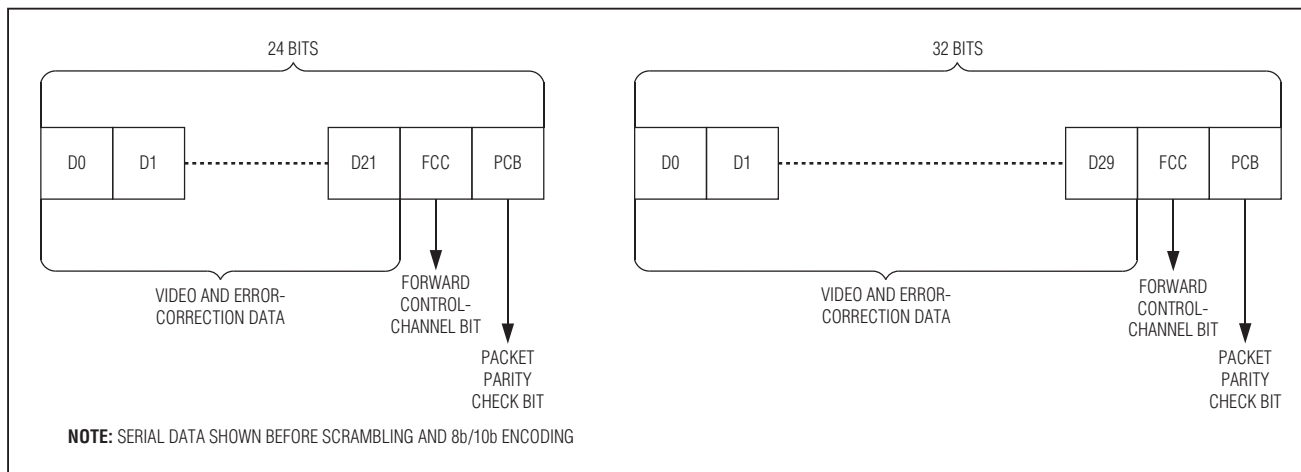 24 BITS
D0 D1 D21 FCC PCB
VIDEO AND ERROR-
CORRECTION DATA
FORWARD
CONTROL-
CHANNEL BIT
PACKET
PARITY
CHECK BIT
32 BITS
D0 D1 D29 FCC PCB
VIDEO AND ERROR-
CORRECTION DATA
FORWARD
CONTROL-
CHANNEL BIT
PACKET
PARITY
CHECK BIT
NOTE: SERIAL DATA SHOWN BEFORE SCRAMBLING AND 8b/10b ENCODING